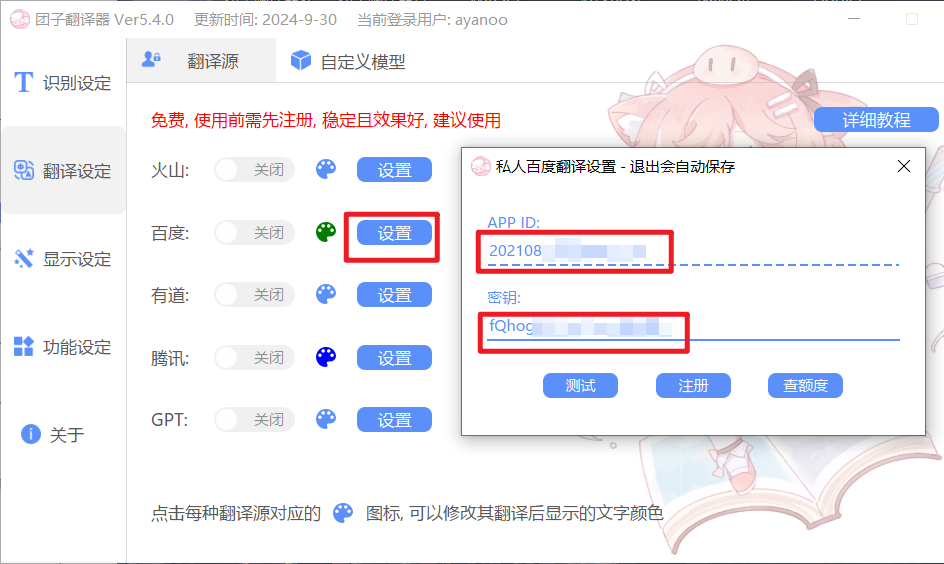 团子翻译器 Ver5.4.0 更新时间: 2024-9-30 当前登录用户: ayanoo
翻译源 自定义模型
识别设定
翻译设定
显示设定
功能设定
关于
免费, 使用前需先注册, 稳定且效果好, 建议使用
详细教程
火山: 关闭 设置
百度: 关闭 设置
有道: 关闭 设置
腾讯: 关闭 设置
GPT: 关闭 设置
点击每种翻译源对应的 图标, 可以修改其翻译后显示的文字颜色
私人百度翻译设置 - 退出会自动保存
APP ID:
202108
密钥:
fQhog
测试 注册 查额度